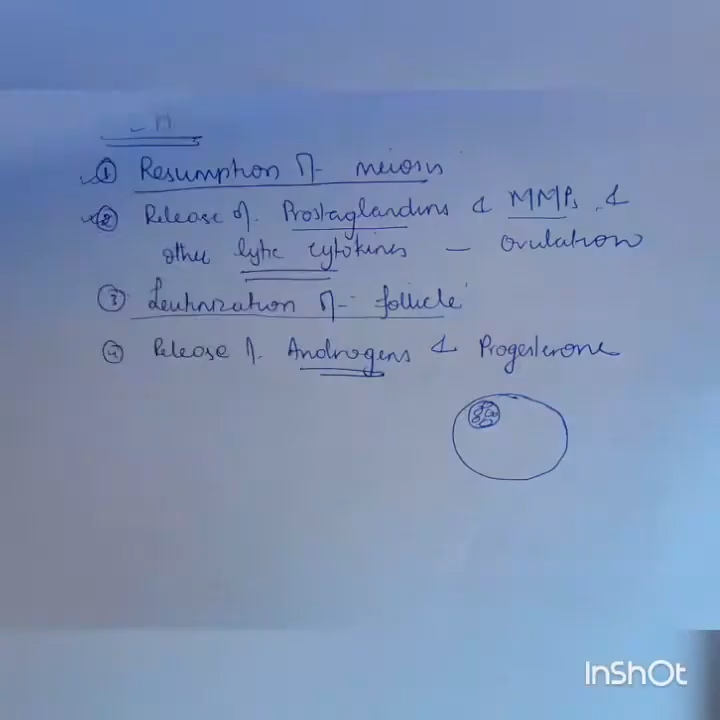 ① Resumption of meiosis
② Release of Prostaglandins & MMPs &
other lytic cytokines – ovulation
③ Leutinization of follicle
④ Release of Androgens & Progesterone
InShOt